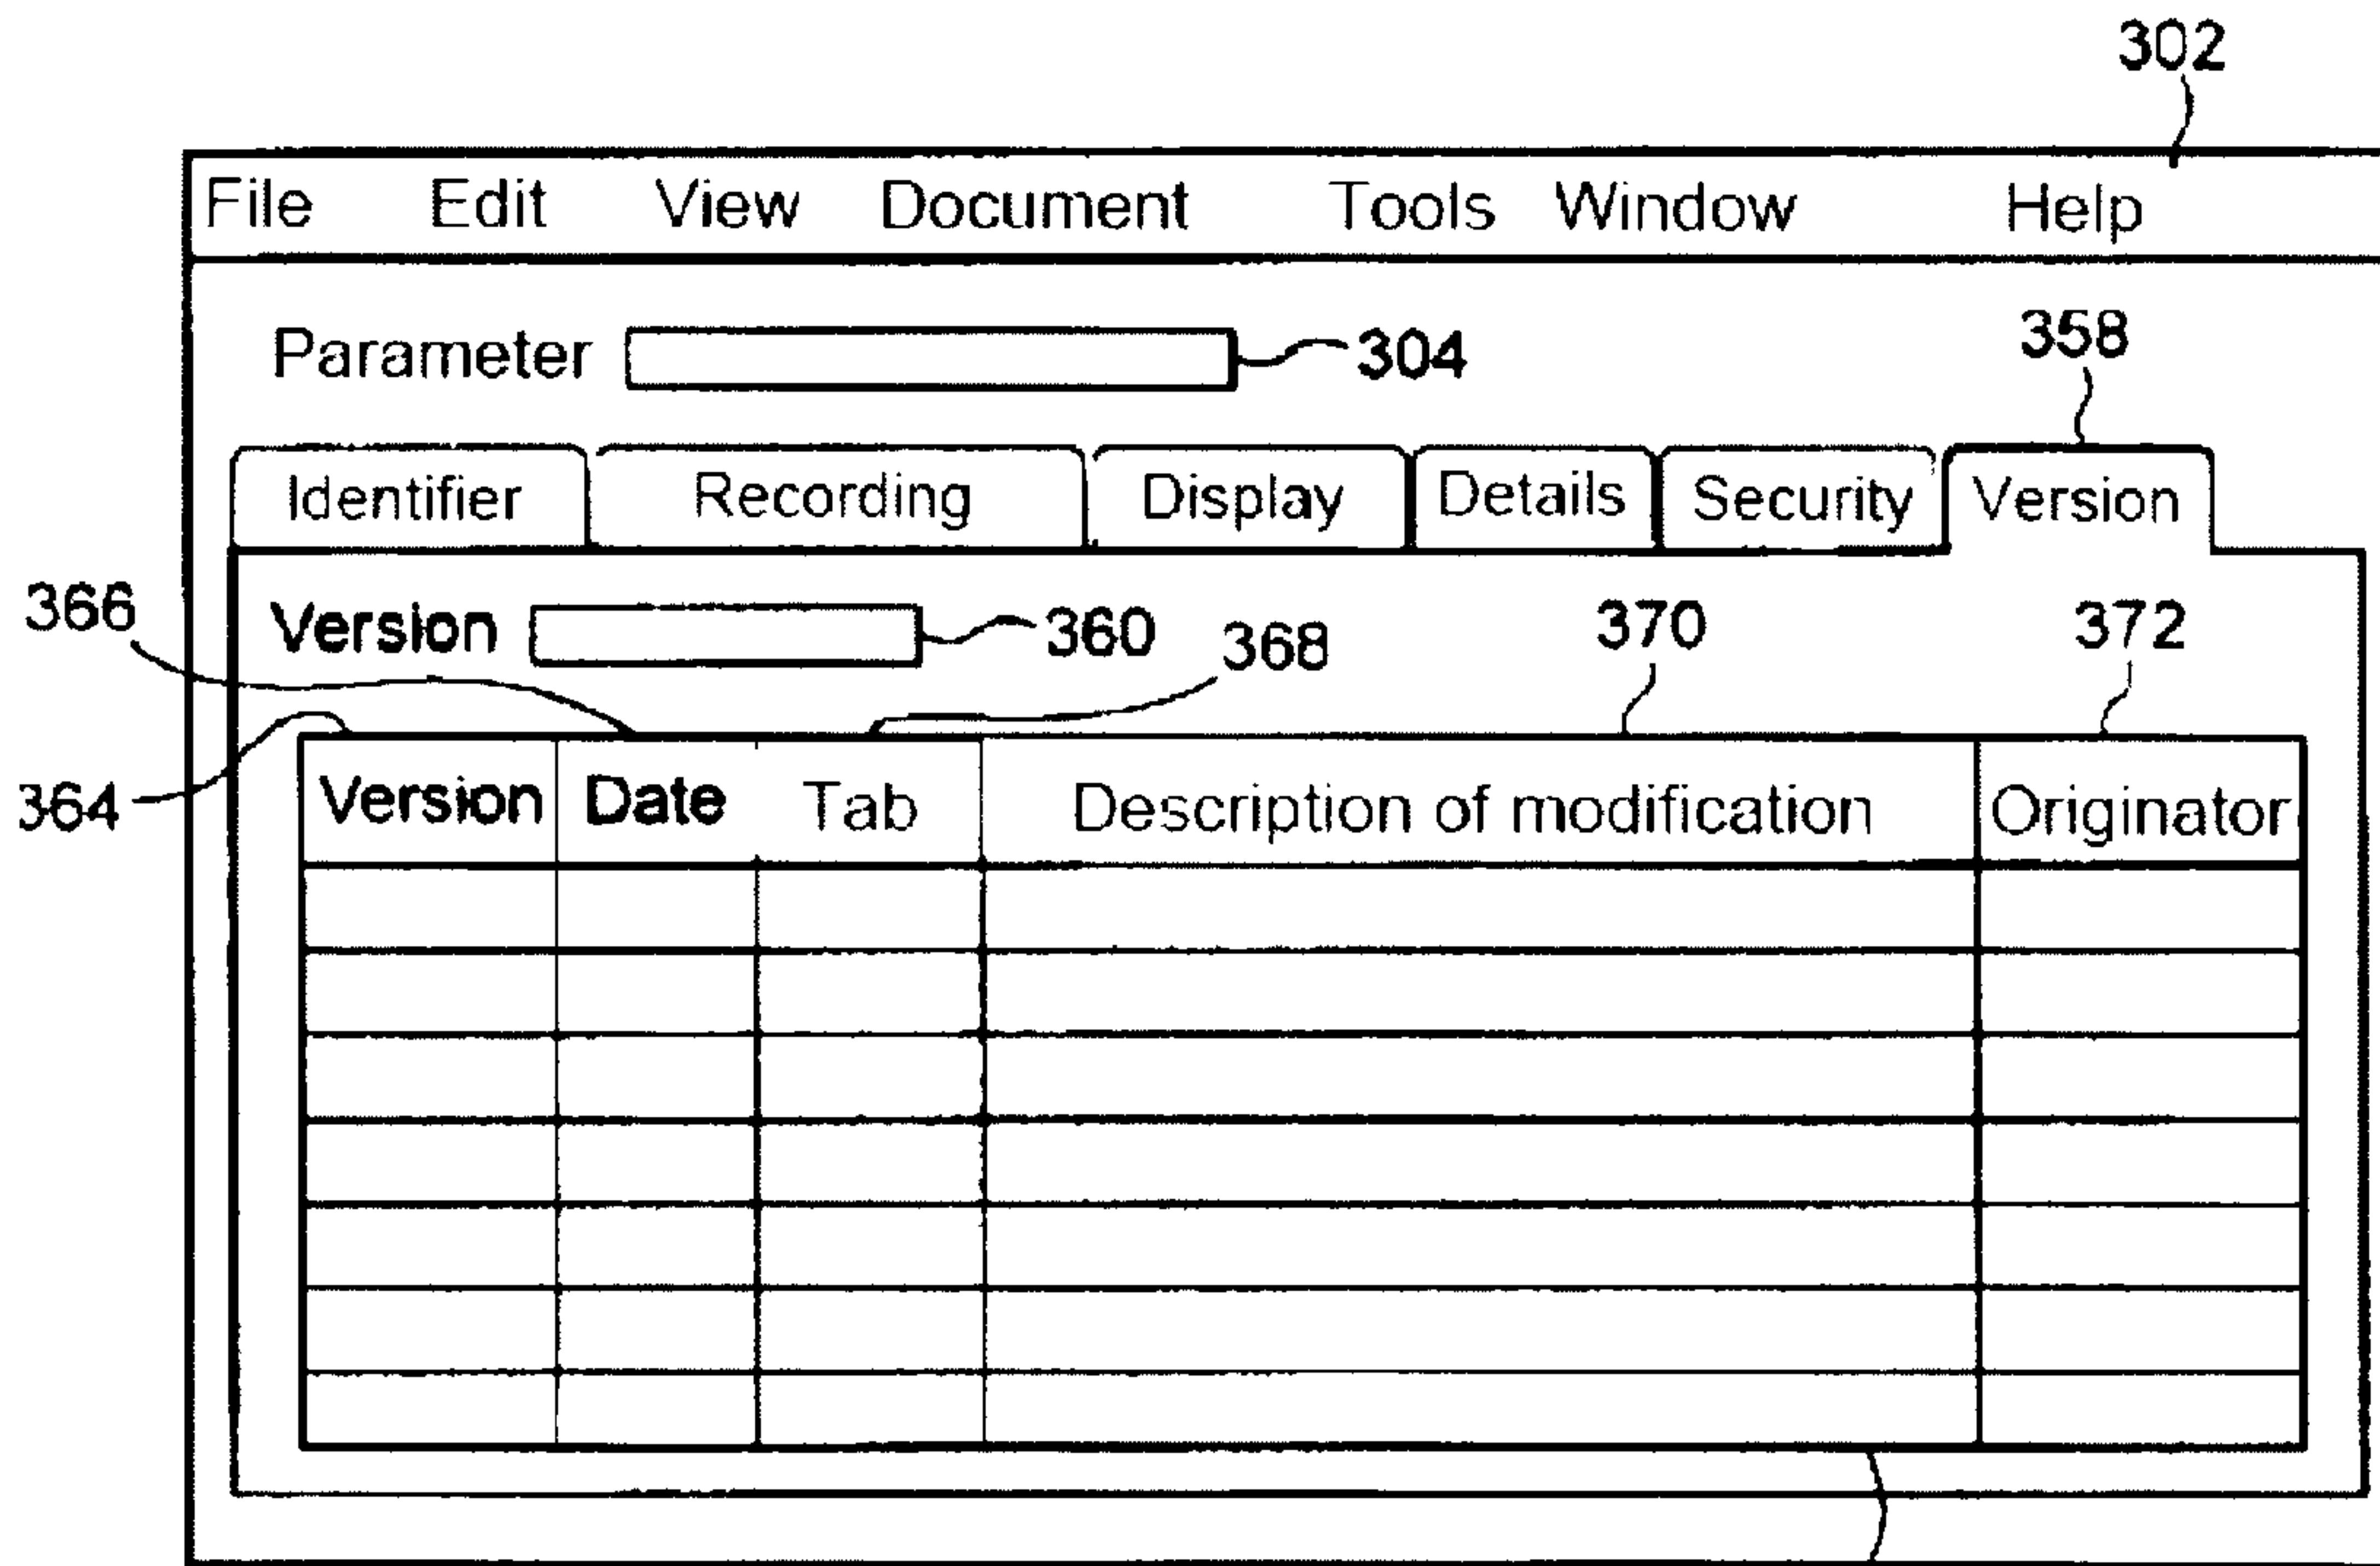 302
File Edit View Document Tools Window Help
Parameter 304 358
Identifier Recording Display Details Security Version
366 Version 360 368 370 372
364 Version Date Tab Description of modification Originator